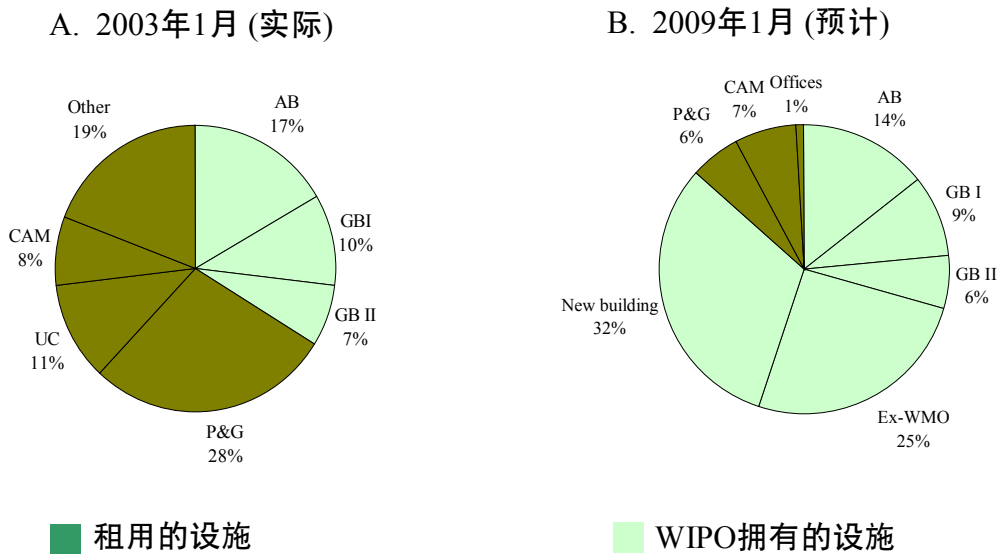 A. 2003年1月 (实际)
B. 2009年1月 (预计)
Other
19%
AB
17%
GBI
10%
GB II
7%
P&G
28%
UC
11%
CAM
8%
P&G
6%
CAM
7%
Offices
1%
AB
14%
GB I
9%
GB II
6%
Ex-WMO
25%
New building
32%
租用的设施
WIPO拥有的设施